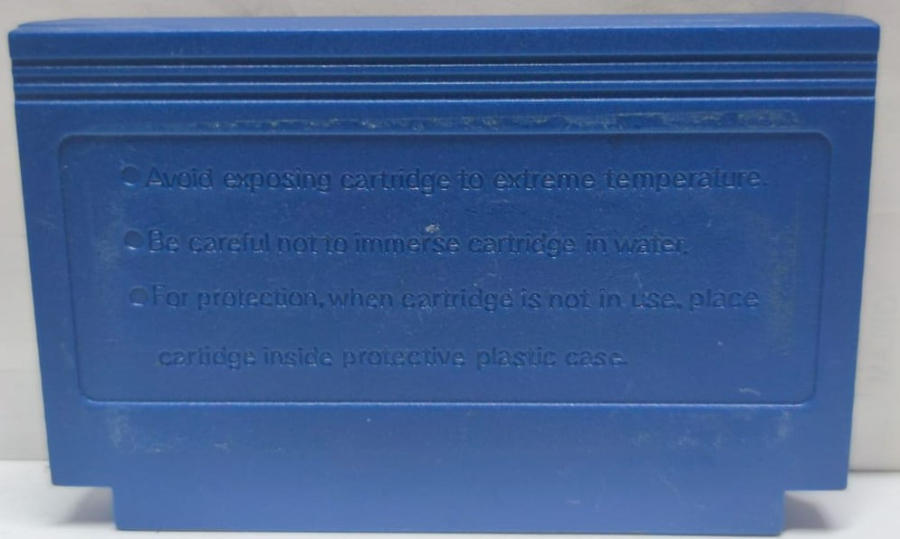 ●Avoid exposing cartridge to extreme temperature.
●Be careful not to immerse cartridge in water.
●For protection, when cartridge is not in use, place
cartidge inside protective plastic case.